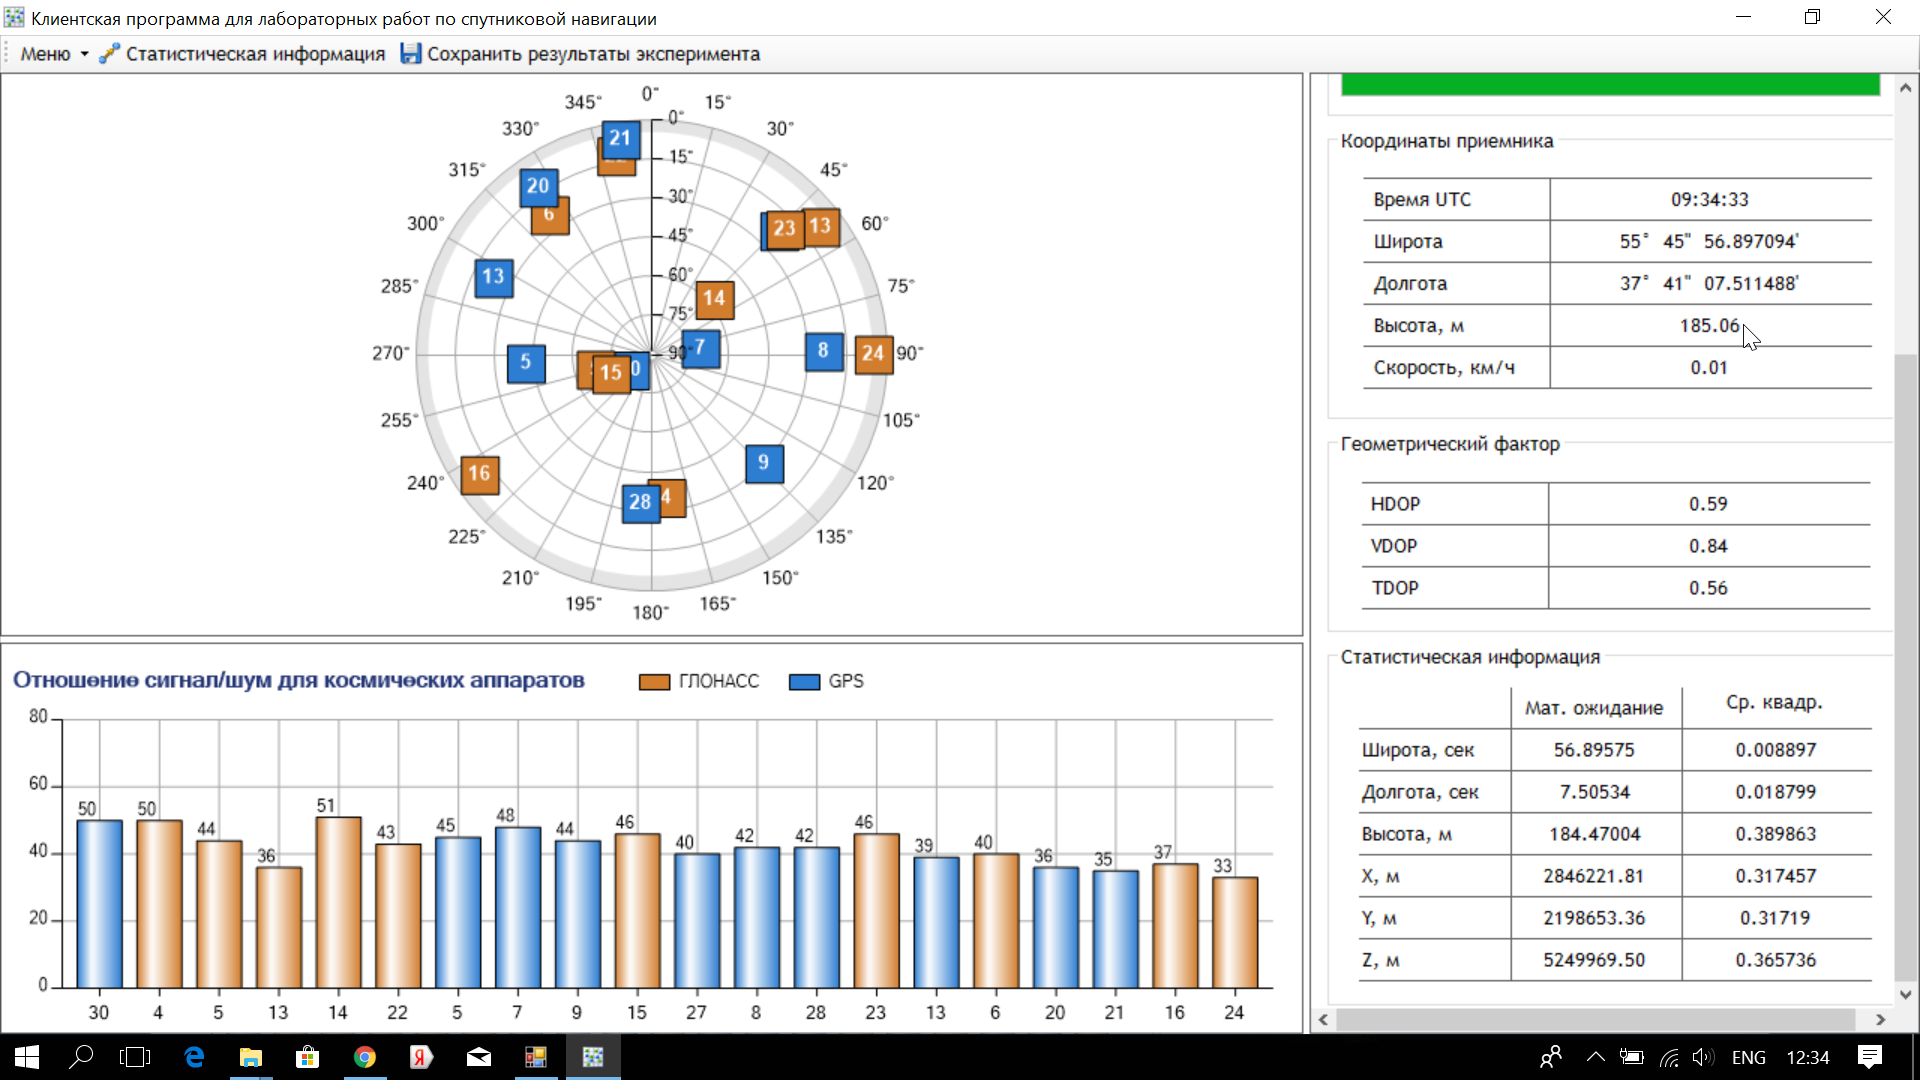 Клиентская программа для лабораторных работ по спутниковой навигации
Меню Статистическая информация Сохранить результаты эксперимента
0°
345° 15°
330° 30°
315° 45°
300° 60°
285° 75°
270° 90°
255° 105°
240° 120°
225° 135°
210° 150°
195° 165°
180°
0°
15°
30°
45°
60°
75°
90°
21
20
6
23 13
13
14
7
5 8 24
15 0
9
16
28 4
Координаты приемника
Время UTC 09:34:33
Широта 55° 45" 56.897094'
Долгота 37° 41" 07.511488'
Высота, м 185.06
Скорость, км/ч 0.01
Геометрический фактор
HDOP 0.59
VDOP 0.84
TDOP 0.56
Статистическая информация
Мат. ожидание Ср. квадр.
Широта, сек 56.89575 0.008897
Долгота, сек 7.50534 0.018799
Высота, м 184.47004 0.389863
X, м 2846221.81 0.317457
Y, м 2198653.36 0.31719
Z, м 5249969.50 0.365736
Отношение сигнал/шум для космических аппаратов ГЛОНАСС GPS
80
60
40
20
0
50 50 44 36 51 43 45 48 44 46 40 42 42 46 39 40 36 35 37 33
30 4 5 13 14 22 5 7 9 15 27 8 28 23 13 6 20 21 16 24
ENG 12:34